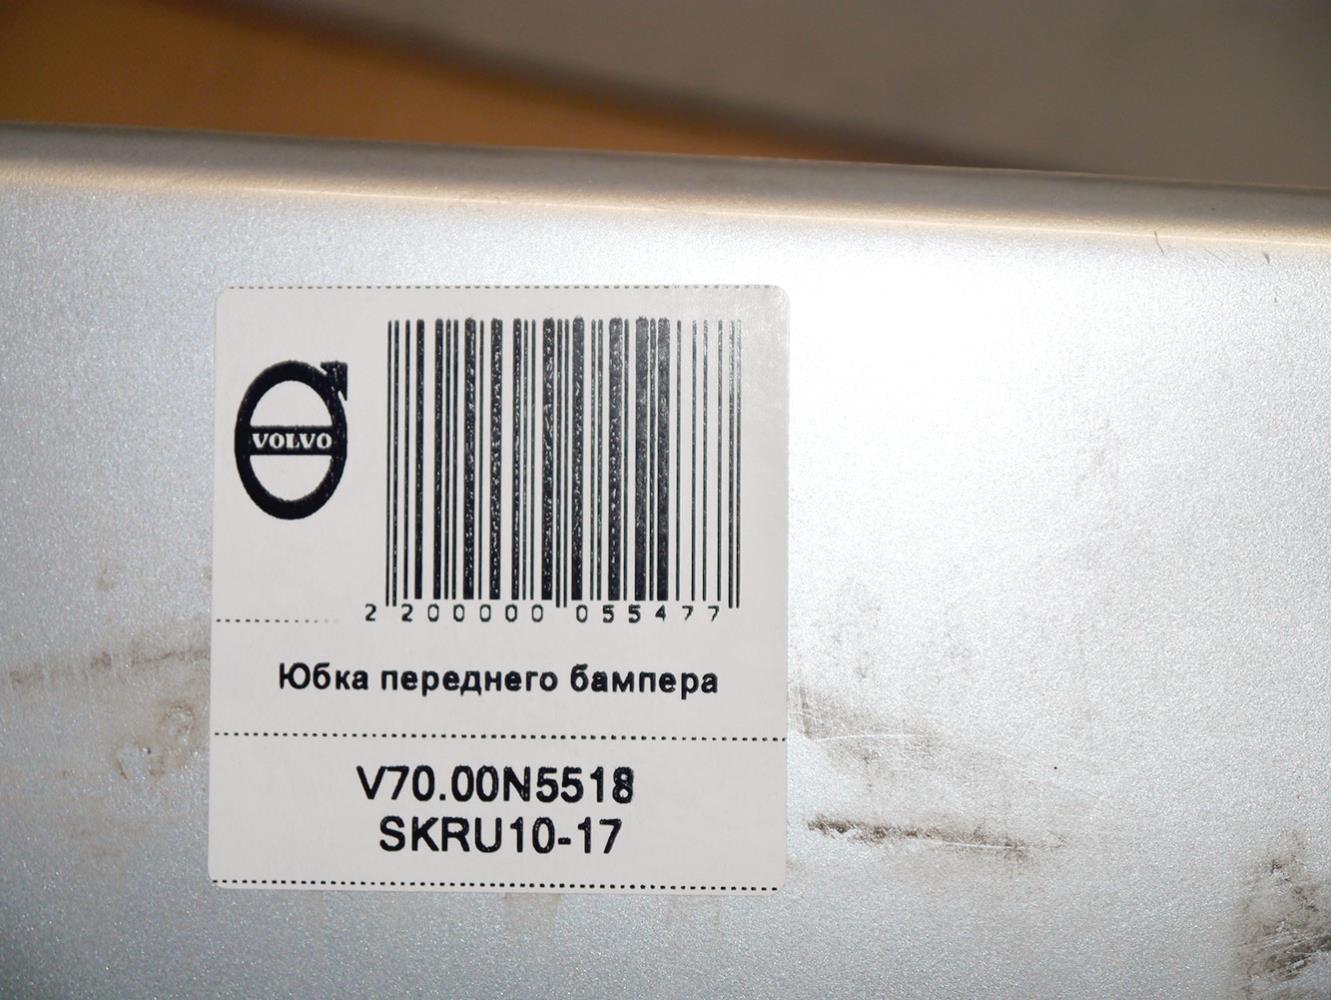 VOLVO
2 200000 055477
Юбка переднего бампера
V70.00N5518
SKRU10-17